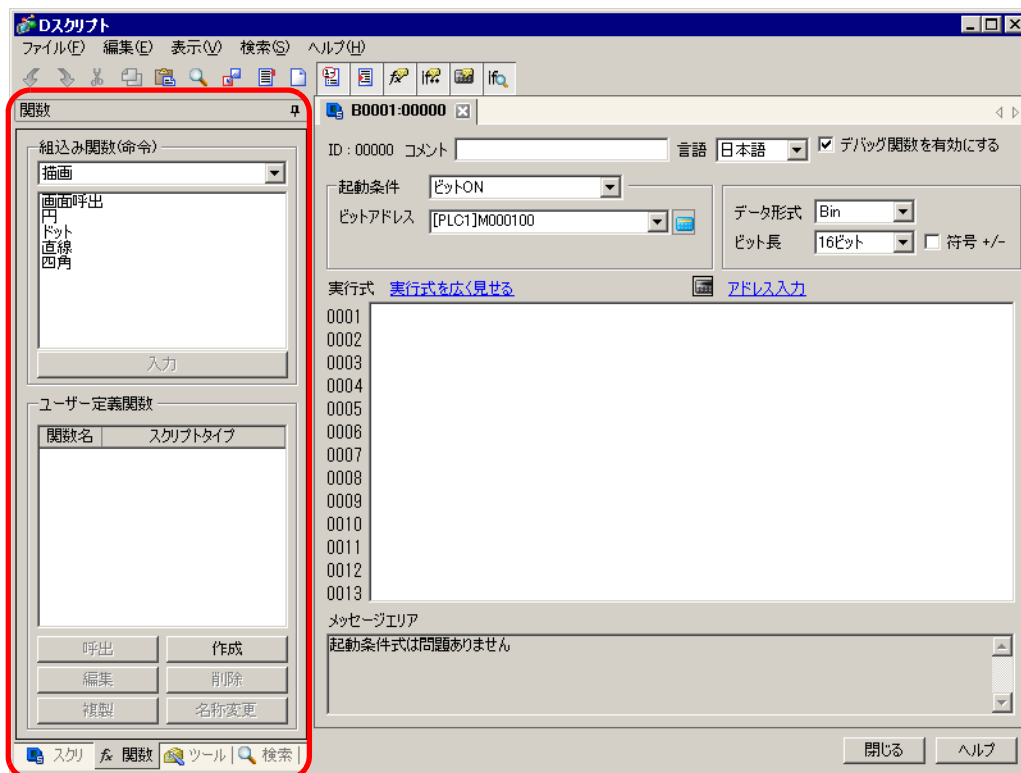 Dスクリプト
ファイル(F) 編集(E) 表示(V) 検索(S) ヘルプ(H)
関数
組込み関数(命令)
描画
画面呼出
円
ドット
直線
四角
入力
ユーザー定義関数
関数名 スクリプトタイプ
呼出 作成
編集 削除
複製 名称変更
スクリ 関数 ツール 検索
B0001:00000
ID : 00000 コメント 言語 日本語 デバッグ関数を有効にする
起動条件 ビットON
ビットアドレス [PLC1]M000100
データ形式 Bin
ビット長 16ビット 符号 +/-
実行式 実行式を広く見せる アドレス入力
0001
0002
0003
0004
0005
0006
0007
0008
0009
0010
0011
0012
0013
メッセージエリア
起動条件式は問題ありません
閉じる ヘルプ